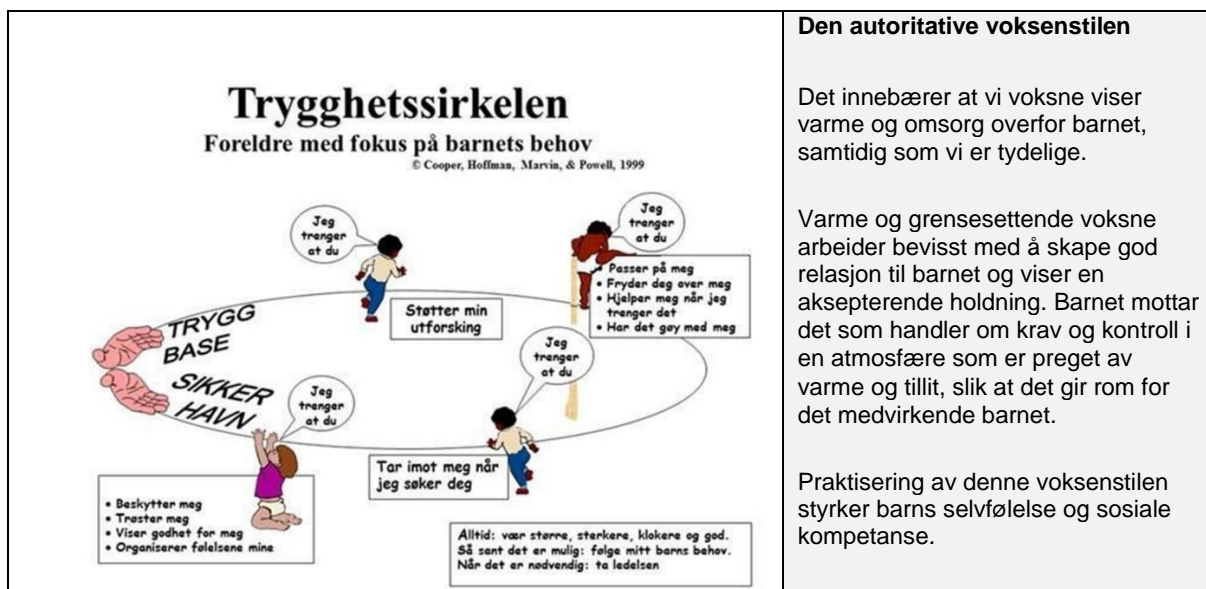 Trygghetssirkelen
Foreldre med fokus på barnets behov
© Cooper, Hoffman, Marvin, & Powell, 1999
Jeg
trenger
at du
Støtter min
utforsking
Jeg
trenger
at du
• Passer på meg
• Fryder deg over meg
• Hjelper meg når jeg
trenger det
• Har det gøy med meg
TRYGG
BASE
SIKKER
HAVN
Jeg
trenger
at du
Tar imot meg når
jeg søker deg
Jeg
trenger
at du
• Beskytter meg
• Trøster meg
• Viser godhet for meg
• Organiserer følelsene mine
Alltid: vær større, sterkere, klokere og god.
Så sant det er mulig: følge mitt barns behov.
Når det er nødvendig: ta ledelsen
Den autoritative voksenstilen
Det innebærer at vi voksne viser
varme og omsorg overfor barnet,
samtidig som vi er tydelige.
Varme og grensesettende voksne
arbeider bevisst med å skape god
relasjon til barnet og viser en
aksepterende holdning. Barnet mottar
det som handler om krav og kontroll i
en atmosfære som er preget av
varme og tillit, slik at det gir rom for
det medvirkende barnet.
Praktisering av denne voksenstilen
styrker barns selvfølelse og sosiale
kompetanse.